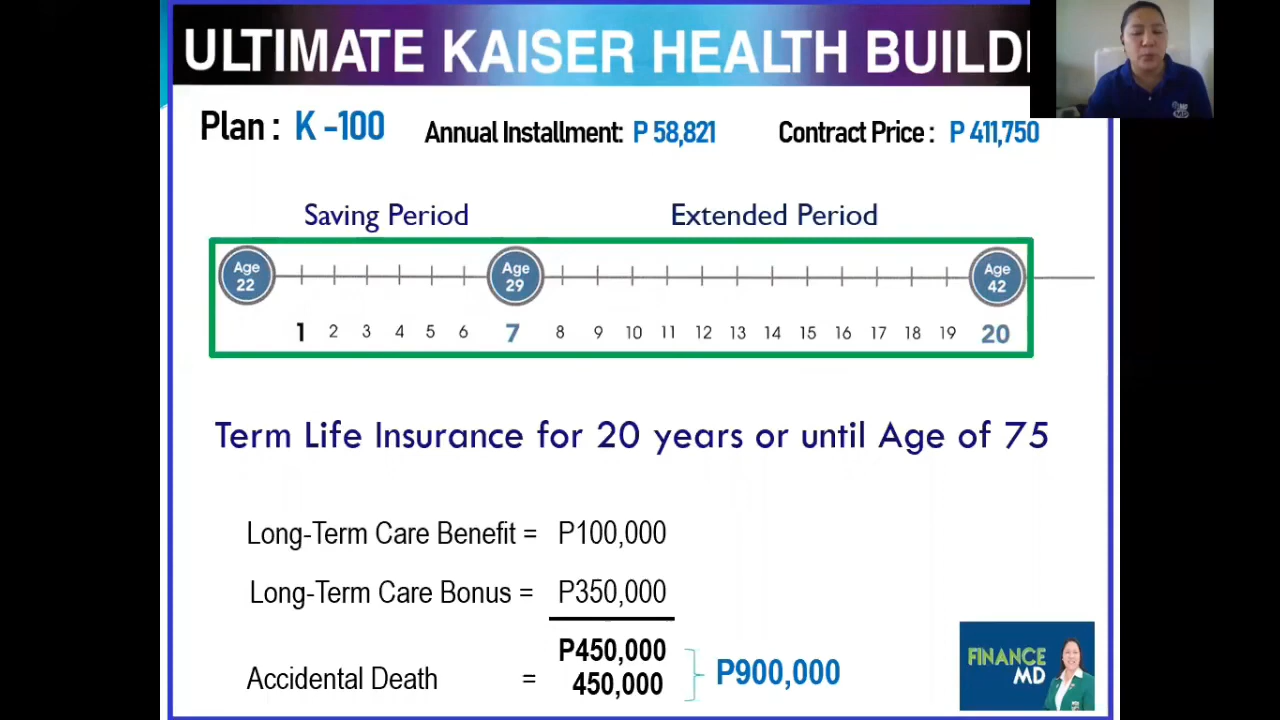 ULTIMATE KAISER HEALTH BUILD
Plan : K -100 Annual Installment: P 58,821 Contract Price : P 411,750
Saving Period Extended Period
Age 22 Age 29 Age 42
1 2 3 4 5 6 7 8 9 10 11 12 13 14 15 16 17 18 19 20
Term Life Insurance for 20 years or until Age of 75
Long-Term Care Benefit = P100,000
Long-Term Care Bonus = P350,000
P450,000
Accidental Death = 450,000 P900,000
FINANCE
MD